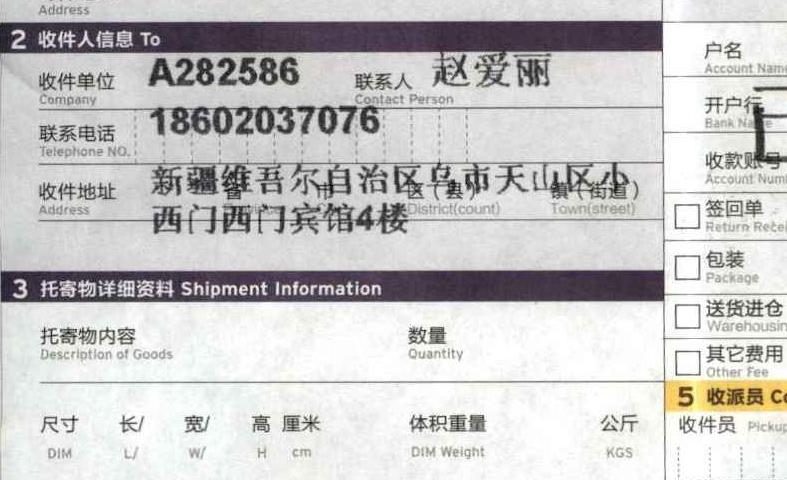 Address
2 收件人信息 To
收件单位 A282586 联系人 赵爱丽
Company Contact Person
联系电话 18602037076
Telephone NO.
收件地址 新疆维吾尔自治区乌市天山区小
省 市 区(县) 镇(街道)
Address District(count) Town(street)
西门西门宾馆4楼
3 托寄物详细资料 Shipment Information
托寄物内容 数量
Description of Goods Quantity
尺寸 长/ 宽/ 高 厘米 体积重量 公斤
DIM L/ W/ H cm DIM Weight KGS
户名
Account Name
开户行
Bank Name
收款账号
Account Num
签回单
Return Recei
包装
Package
送货进仓
Warehousin
其它费用
Other Fee
5 收派员 Co
收件员 Pickup